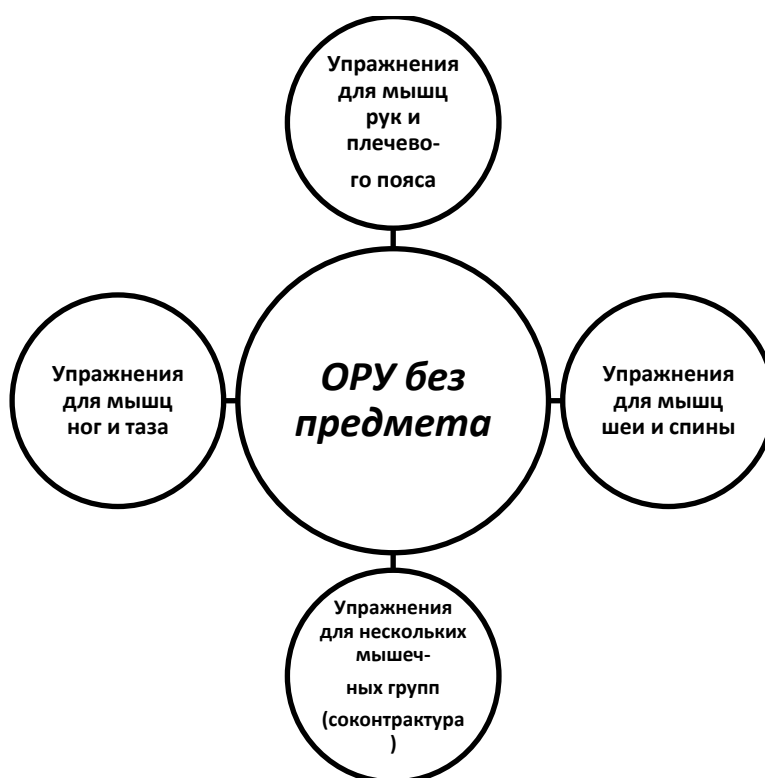 Упражнения
для мышц
рук и
плечево-
го пояса
Упражнения
для мышц
ног и таза
ОРУ без
предмета
Упражнения
для мышц
шеи и спины
Упражнения
для нескольких
мышеч-
ных групп
(соконтрактура
)